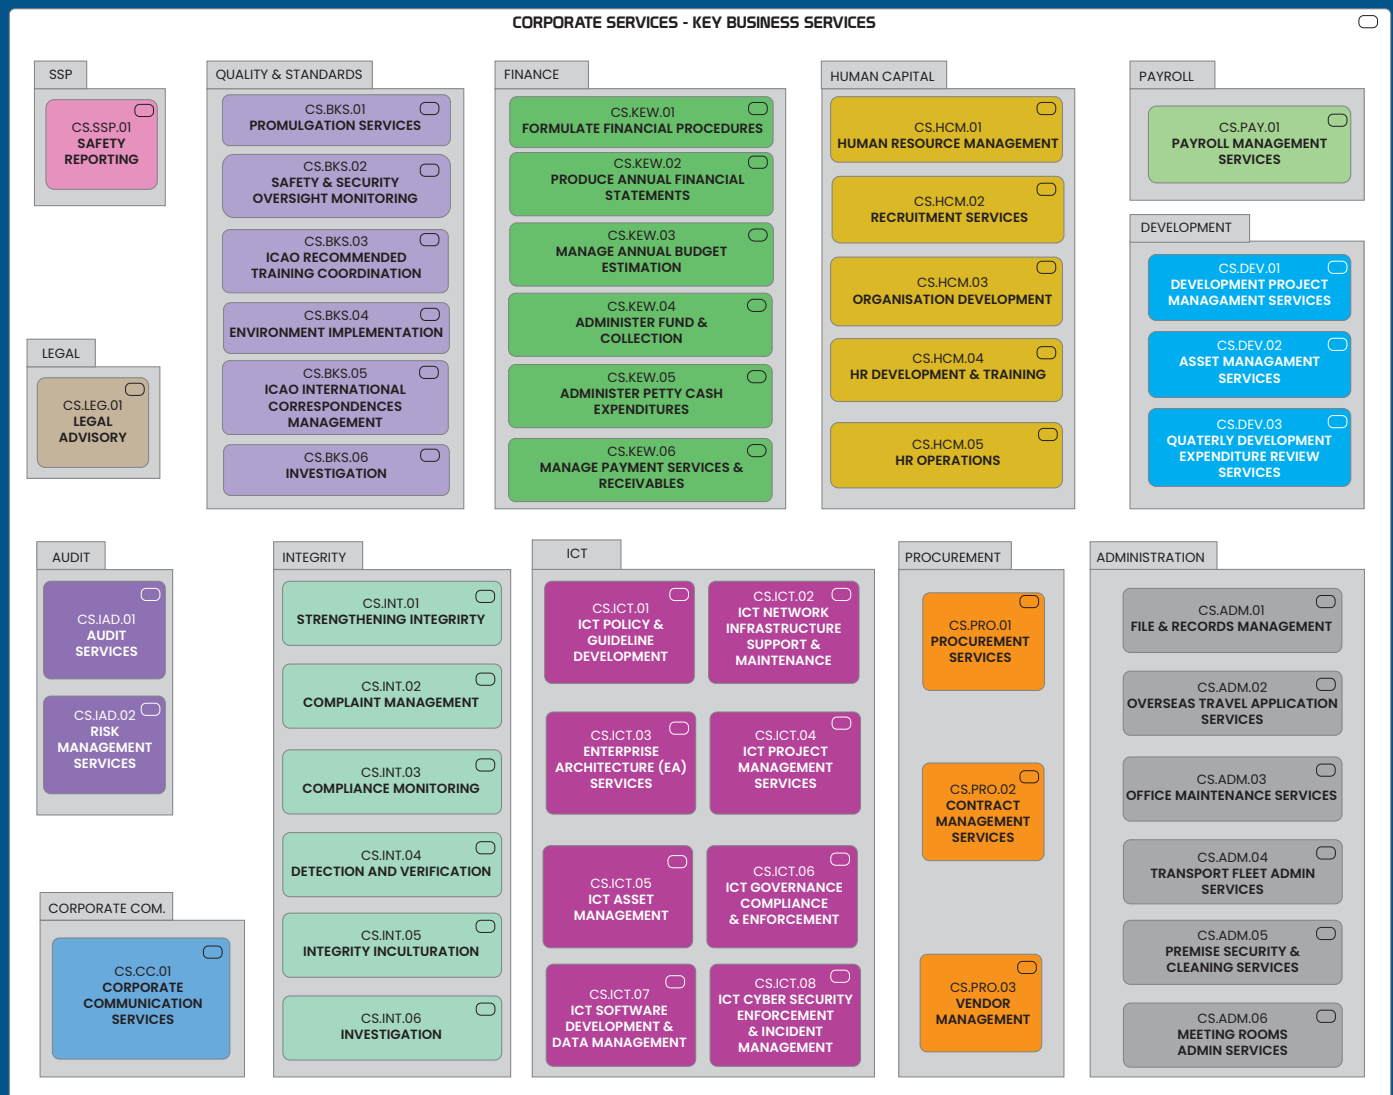 CORPORATE SERVICES - KEY BUSINESS SERVICES
SSP
CS.SSP.01
SAFETY
REPORTING
QUALITY & STANDARDS
CS.BKS.01
PROMULGATION SERVICES
CS.BKS.02
SAFETY & SECURITY
OVERSIGHT MONITORING
CS.BKS.03
ICAO RECOMMENDED
TRAINING COORDINATION
CS.BKS.04
ENVIRONMENT IMPLEMENTATION
CS.BKS.05
ICAO INTERNATIONAL
CORRESPONDENCES
MANAGEMENT
CS.BKS.06
INVESTIGATION
FINANCE
CS.KEW.01
FORMULATE FINANCIAL PROCEDURES
CS.KEW.02
PRODUCE ANNUAL FINANCIAL
STATEMENTS
CS.KEW.03
MANAGE ANNUAL BUDGET
ESTIMATION
CS.KEW.04
ADMINISTER FUND &
COLLECTION
CS.KEW.05
ADMINISTER PETTY CASH
EXPENDITURES
CS.KEW.06
MANAGE PAYMENT SERVICES &
RECEIVABLES
HUMAN CAPITAL
CS.HCM.01
HUMAN RESOURCE MANAGEMENT
CS.HCM.02
RECRUITMENT SERVICES
CS.HCM.03
ORGANISATION DEVELOPMENT
CS.HCM.04
HR DEVELOPMENT & TRAINING
CS.HCM.05
HR OPERATIONS
PAYROLL
CS.PAY.01
PAYROLL MANAGEMENT
SERVICES
DEVELOPMENT
CS.DEV.01
DEVELOPMENT PROJECT
MANAGAMENT SERVICES
CS.DEV.02
ASSET MANAGAMENT
SERVICES
CS.DEV.03
QUATERLY DEVELOPMENT
EXPENDITURE REVIEW
SERVICES
LEGAL
CS.LEG.01
LEGAL
ADVISORY
AUDIT
CS.IAD.01
AUDIT
SERVICES
CS.IAD.02
RISK
MANAGEMENT
SERVICES
CORPORATE COM.
CS.CC.01
CORPORATE
COMMUNICATION
SERVICES
INTEGRITY
CS.INT.01
STRENGTHENING INTEGRIRTY
CS.INT.02
COMPLAINT MANAGEMENT
CS.INT.03
COMPLIANCE MONITORING
CS.INT.04
DETECTION AND VERIFICATION
CS.INT.05
INTEGRITY INCULTURATION
CS.INT.06
INVESTIGATION
ICT
CS.ICT.01
ICT POLICY &
GUIDELINE
DEVELOPMENT
CS.ICT.02
ICT NETWORK
INFRASTRUCTURE
SUPPORT &
MAINTENANCE
CS.ICT.03
ENTERPRISE
ARCHITECTURE (EA)
SERVICES
CS.ICT.04
ICT PROJECT
MANAGEMENT
SERVICES
CS.ICT.05
ICT ASSET
MANAGEMENT
CS.ICT.06
ICT GOVERNANCE
COMPLIANCE
& ENFORCEMENT
CS.ICT.07
ICT SOFTWARE
DEVELOPMENT &
DATA MANAGEMENT
CS.ICT.08
ICT CYBER SECURITY
ENFORCEMENT
& INCIDENT
MANAGEMENT
PROCUREMENT
CS.PRO.01
PROCUREMENT
SERVICES
CS.PRO.02
CONTRACT
MANAGEMENT
SERVICES
CS.PRO.03
VENDOR
MANAGEMENT
ADMINISTRATION
CS.ADM.01
FILE & RECORDS MANAGEMENT
CS.ADM.02
OVERSEAS TRAVEL APPLICATION
SERVICES
CS.ADM.03
OFFICE MAINTENANCE SERVICES
CS.ADM.04
TRANSPORT FLEET ADMIN
SERVICES
CS.ADM.05
PREMISE SECURITY &
CLEANING SERVICES
CS.ADM.06
MEETING ROOMS
ADMIN SERVICES